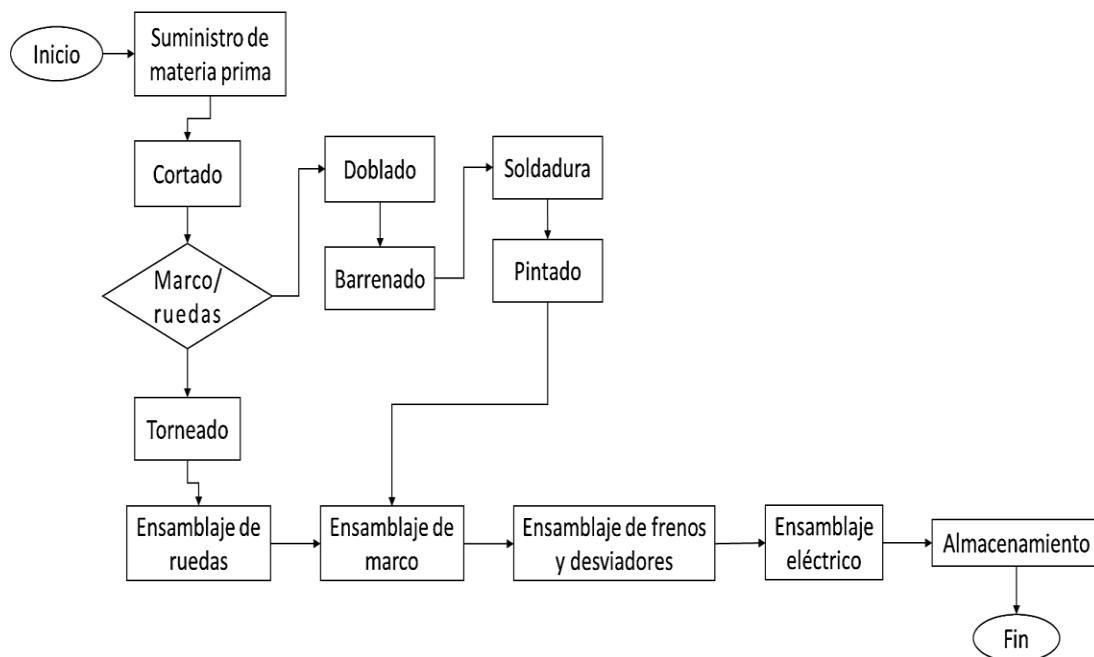 Inicio
Suministro de
materia prima
Cortado
Doblado
Soldadura
Marco/
ruedas
Barrenado
Pintado
Torneado
Ensamblaje de
ruedas
Ensamblaje de
marco
Ensamblaje de frenos
y desviadores
Ensamblaje
eléctrico
Almacenamiento
Fin